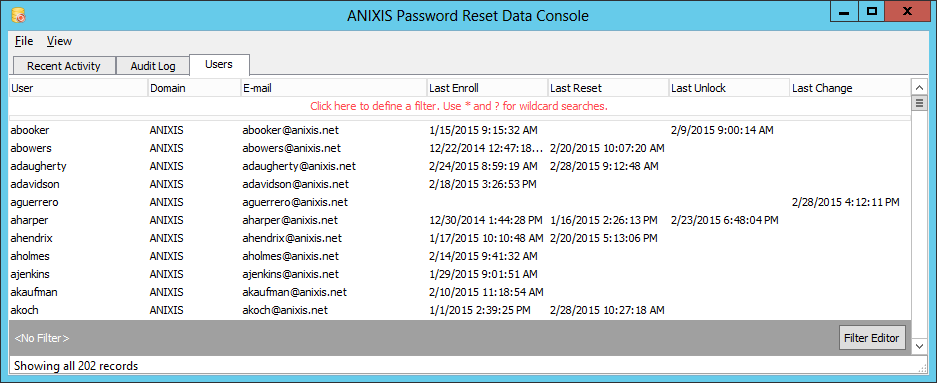 ANIXIS Password Reset Data Console
File View
Recent Activity Audit Log Users
User Domain E-mail Last Enroll Last Reset Last Unlock Last Change
Click here to define a filter. Use * and ? for wildcard searches.
abooker ANIXIS abooker@anixis.net 1/15/2015 9:15:32 AM 2/9/2015 9:00:14 AM
abowers ANIXIS abowers@anixis.net 12/22/2014 12:47:18... 2/20/2015 10:07:20 AM
adaugherty ANIXIS adaugherty@anixis.net 2/24/2015 8:59:19 AM 2/28/2015 9:12:48 AM
adavidson ANIXIS adavidson@anixis.net 2/18/2015 3:26:53 PM
aguerrero ANIXIS aguerrero@anixis.net 2/28/2015 4:12:11 PM
aharper ANIXIS aharper@anixis.net 12/30/2014 1:44:28 PM 1/16/2015 2:26:13 PM 2/23/2015 6:48:04 PM
ahendrix ANIXIS ahendrix@anixis.net 1/17/2015 10:10:48 AM 2/20/2015 5:13:06 PM
aholmes ANIXIS aholmes@anixis.net 2/14/2015 9:41:32 AM
ajenkins ANIXIS ajenkins@anixis.net 1/29/2015 9:01:51 AM
akaufman ANIXIS akaufman@anixis.net 2/10/2015 11:18:54 AM
akoch ANIXIS akoch@anixis.net 1/1/2015 2:39:25 PM 2/28/2015 10:27:18 AM
<No Filter> Filter Editor
Showing all 202 records